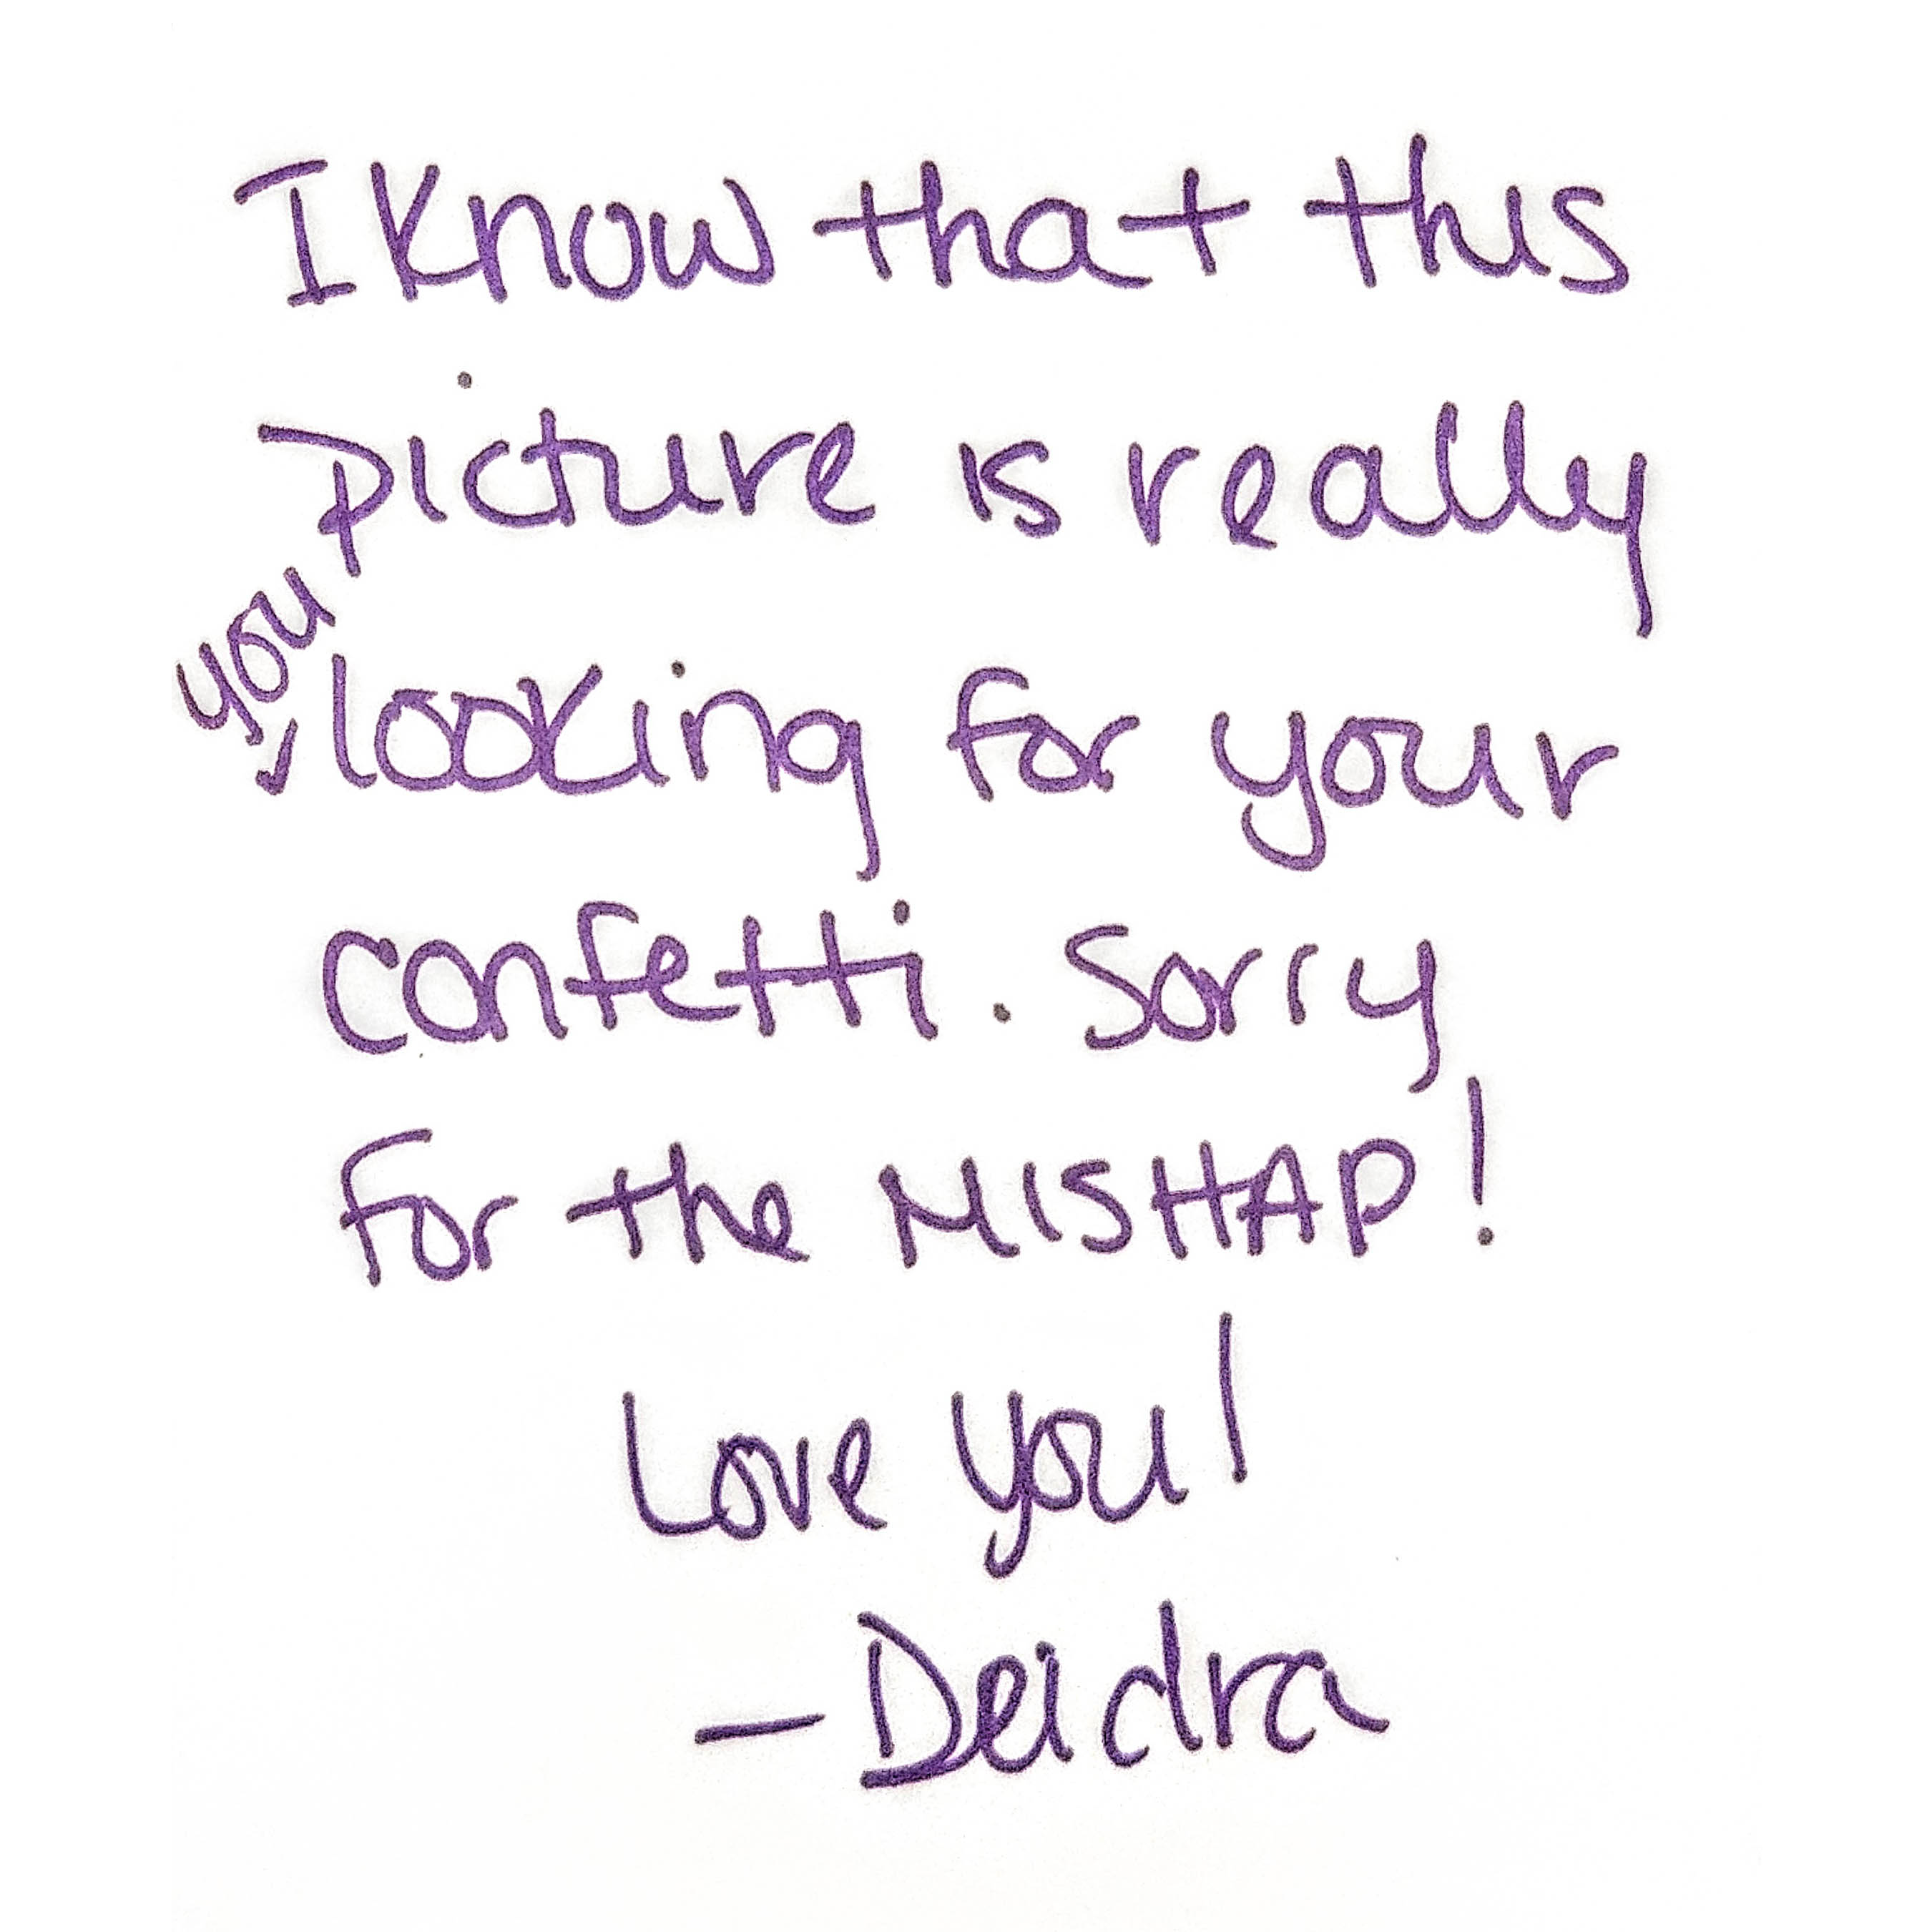 I know that this
picture is really
you looking for your
confetti. Sorry
for the MISHAP!
Love you!
- Deidra